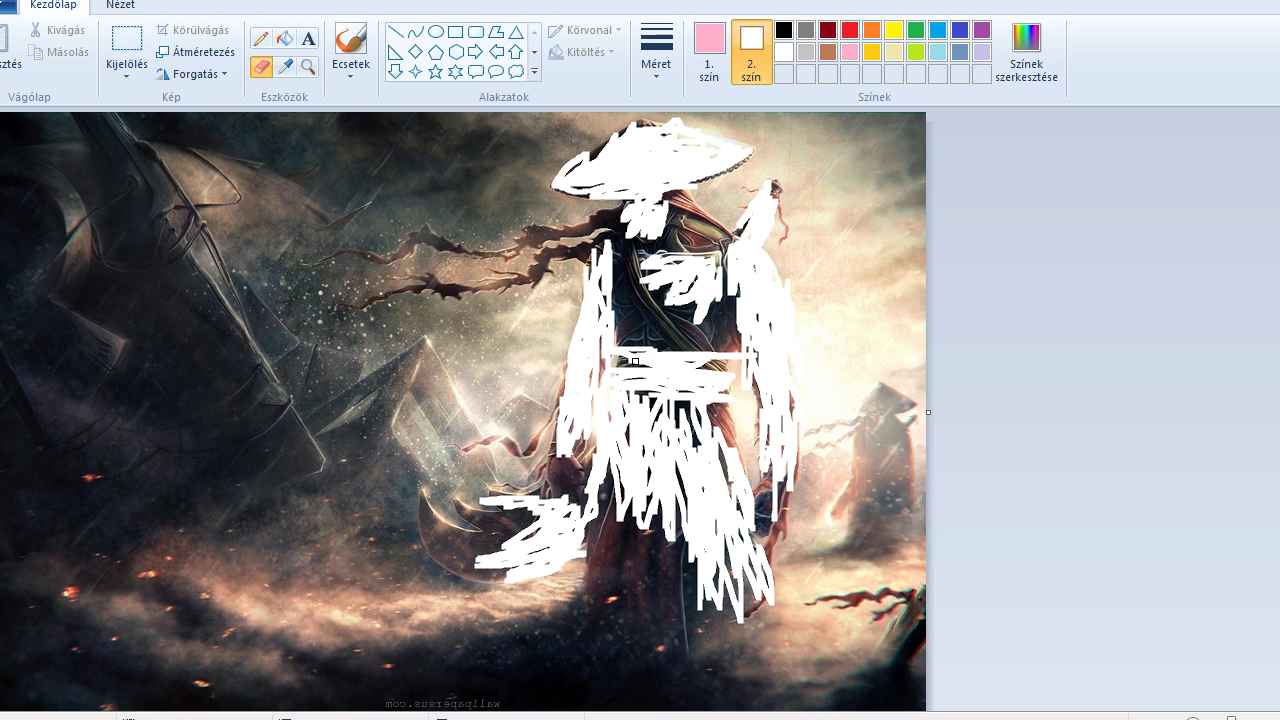 Kezdőlap
Nézet
Kivágás
Másolás
Vágólap
Kijelölés
Körülvágás
Átméretezés
Forgatás
Kép
A
Eszközök
Ecsetek
Körvonal
Kitöltés
Alakzatok
Méret
1.
szín
2.
szín
Színek
szerkesztése
Színek
wallpapersus.com